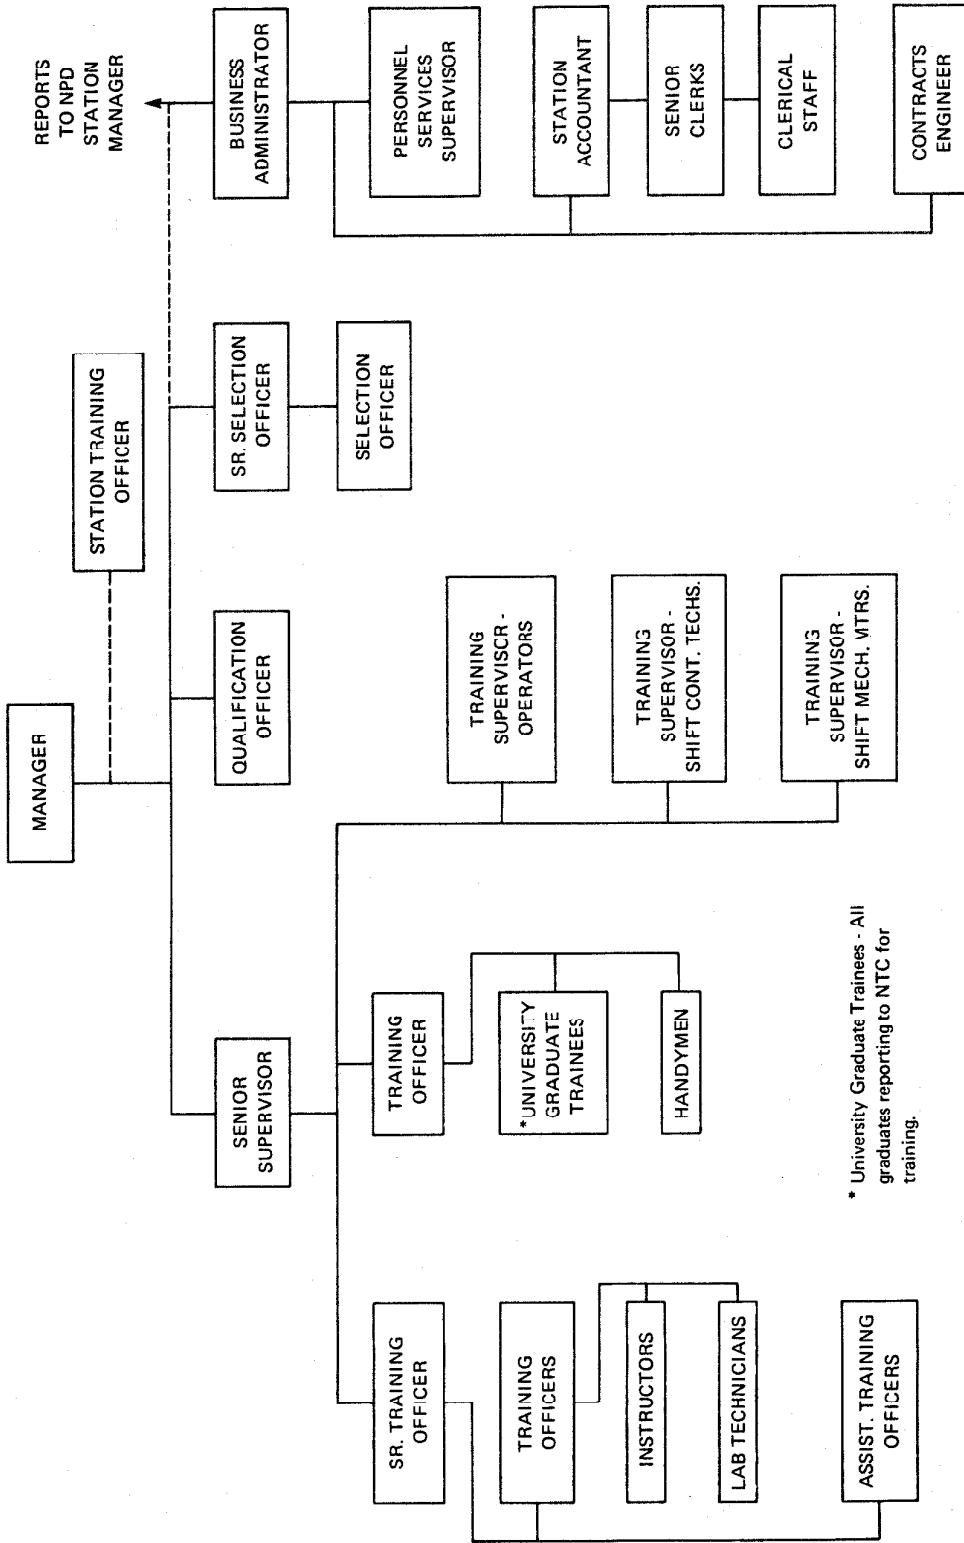 MANAGER
STATION TRAINING
OFFICER
REPORTS
TO NPD
STATION
MANAGER
SENIOR
SUPERVISOR
QUALIFICATION
OFFICER
SR. SELECTION
OFFICER
BUSINESS
ADMINISTRATOR
SELECTION
OFFICER
PERSONNEL
SERVICES
SUPERVISOR
STATION
ACCOUNTANT
SENIOR
CLERKS
CLERICAL
STAFF
CONTRACTS
ENGINEER
SR. TRAINING
OFFICER
TRAINING
OFFICERS
INSTRUCTORS
LAB TECHNICIANS
ASSIST. TRAINING
OFFICERS
TRAINING
OFFICER
*UNIVERSITY
GRADUATE
TRAINEES
HANDYMEN
TRAINING
SUPERVISOR -
OPERATORS
TRAINING
SUPERVISOR -
SHIFT CONT. TECHS.
TRAINING
SUPERVISOR -
SHIFT MECH. MTRS.
* University Graduate Trainees - All
graduates reporting to NTC for
training.